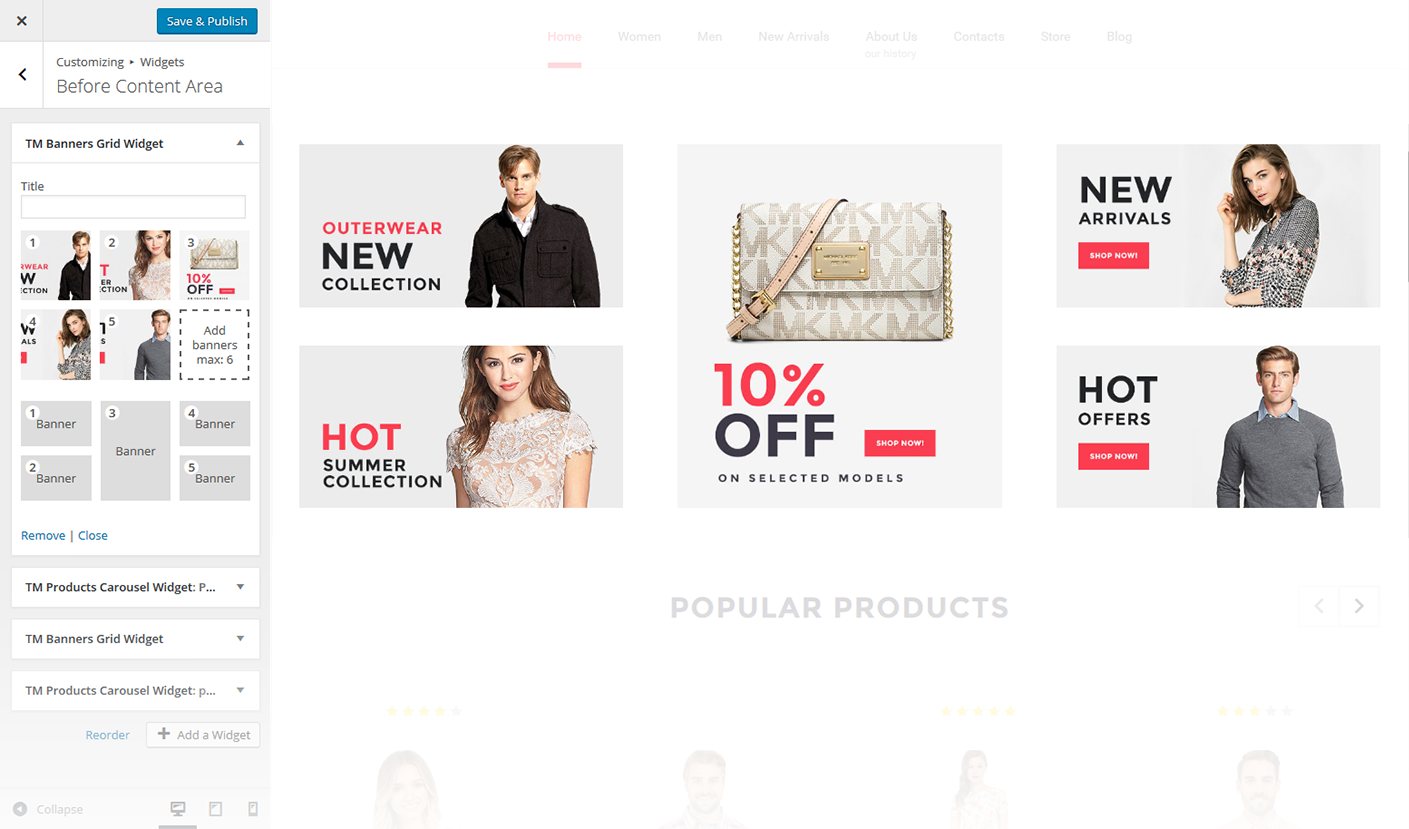 Save & Publish
Customizing ▸ Widgets
Before Content Area
TM Banners Grid Widget
Title
1
2
3
RWEAR
W
ECTION
T
ER
ECTION
10%
OFF
4
5
W
ALS
Add
banners
max: 6
1
Banner
3
Banner
4
Banner
2
Banner
5
Banner
Remove | Close
TM Products Carousel Widget: P...
TM Banners Grid Widget
TM Products Carousel Widget: p...
Reorder
Add a Widget
Collapse
Home
Women
Men
New Arrivals
About Us
our history
Contacts
Store
Blog
OUTERWEAR
NEW
COLLECTION
HOT
SUMMER
COLLECTION
10%
OFF
SHOP NOW!
ON SELECTED MODELS
NEW
ARRIVALS
SHOP NOW!
HOT
OFFERS
SHOP NOW!
POPULAR PRODUCTS